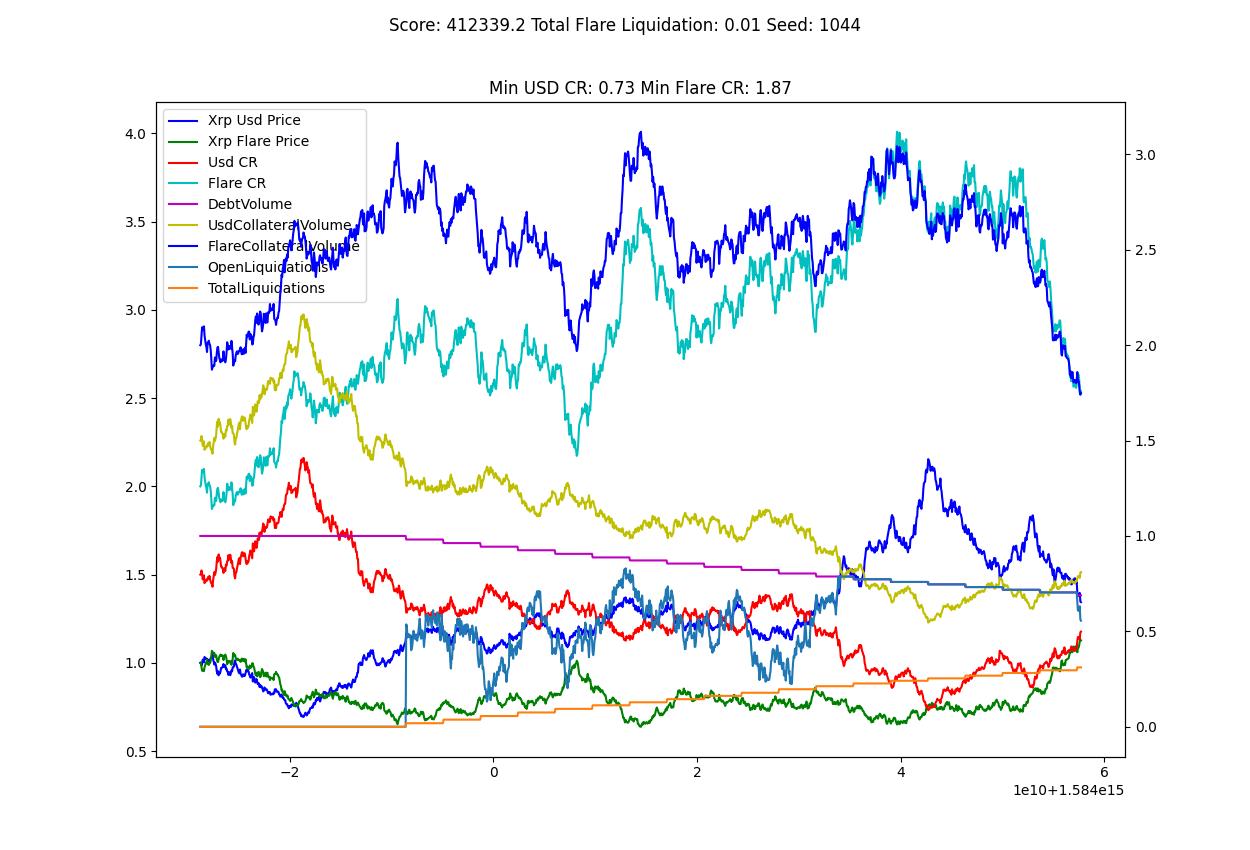 Score: 412339.2 Total Flare Liquidation: 0.01 Seed: 1044
Min USD CR: 0.73 Min Flare CR: 1.87
Xrp Usd Price
Xrp Flare Price
Usd CR
Flare CR
DebtVolume
UsdCollateralVolume
FlareCollateralVolume
OpenLiquidations
TotalLiquidations
4.0
3.5
3.0
2.5
2.0
1.5
1.0
0.5
3.0
2.5
2.0
1.5
1.0
0.5
0.0
−2 0 2 4 6
1e10+1.584e15